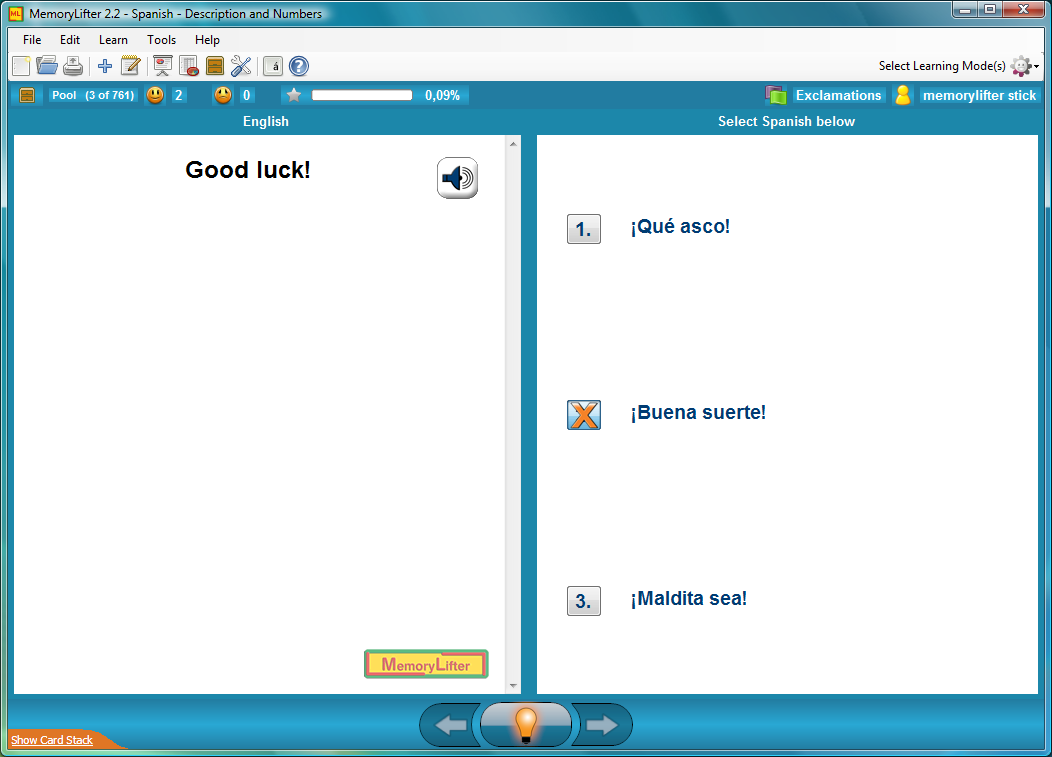 ML MemoryLifter 2.2 - Spanish - Description and Numbers
File Edit Learn Tools Help
á ? Select Learning Mode(s)
Pool (3 of 761) 2 0 0,09% Exclamations memorylifter stick
English
Select Spanish below
Good luck!
MemoryLifter
1. ¡Qué asco!
X ¡Buena suerte!
3. ¡Maldita sea!
Show Card Stack